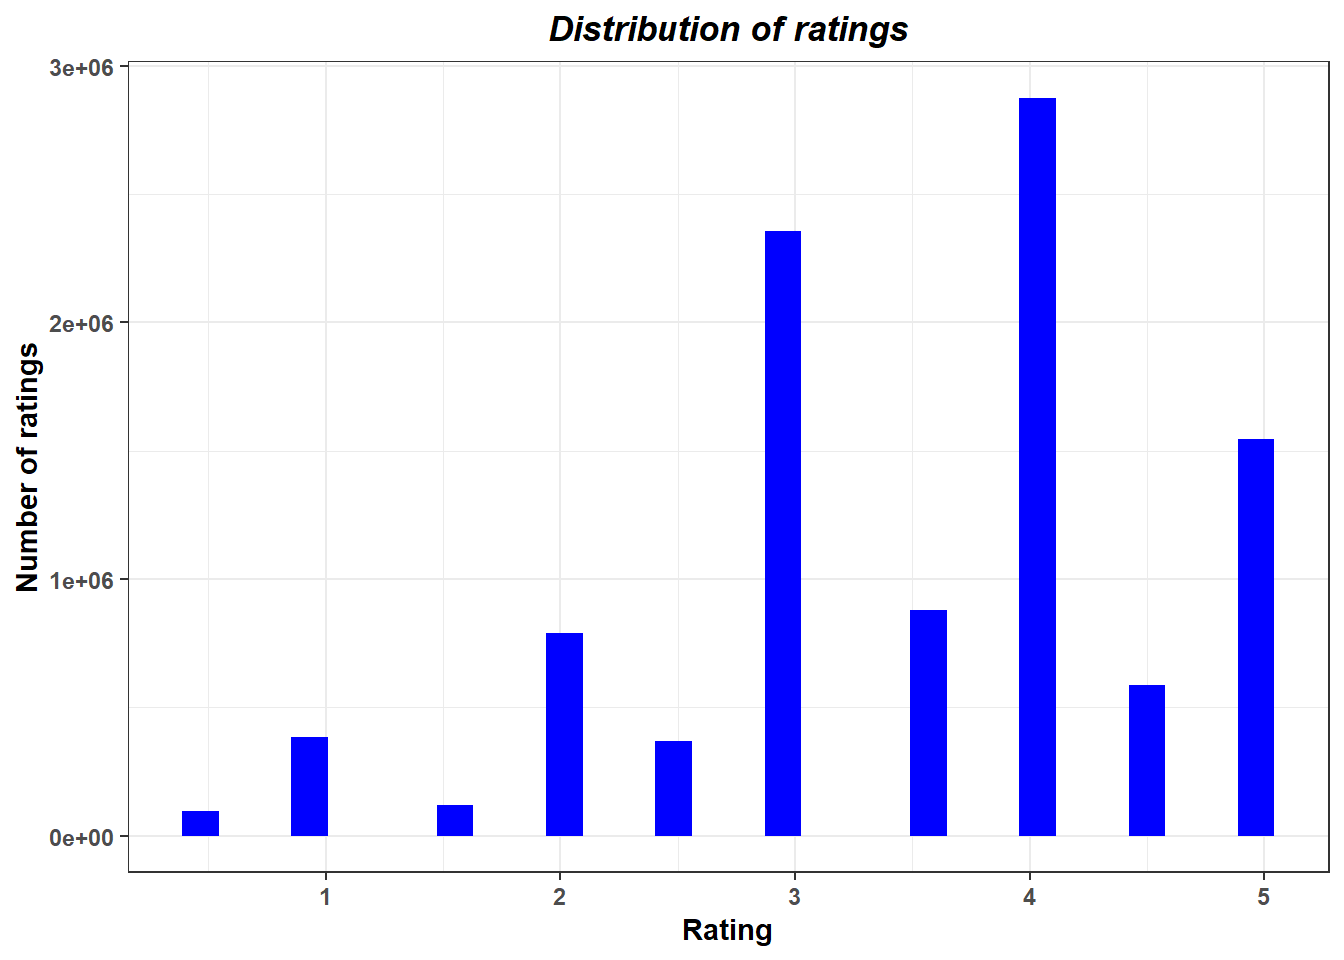 Distribution of ratings
3e+06
2e+06
1e+06
0e+00
Number of ratings
1 2 3 4 5
Rating